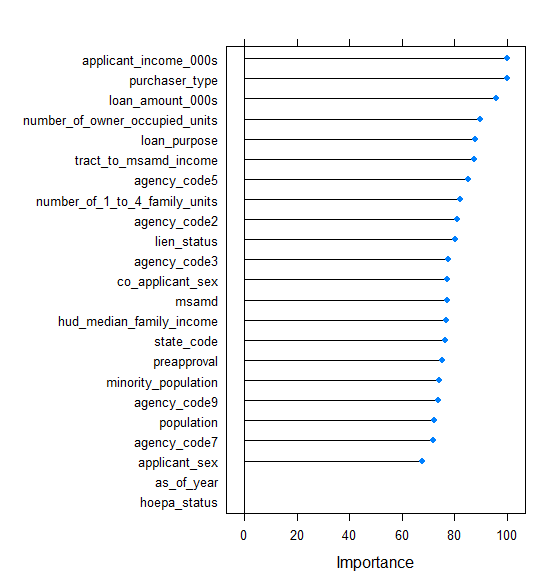 applicant_income_000s
purchaser_type
loan_amount_000s
number_of_owner_occupied_units
loan_purpose
tract_to_msamd_income
agency_code5
number_of_1_to_4_family_units
agency_code2
lien_status
agency_code3
co_applicant_sex
msamd
hud_median_family_income
state_code
preapproval
minority_population
agency_code9
population
agency_code7
applicant_sex
as_of_year
hoepa_status
0 20 40 60 80 100
Importance